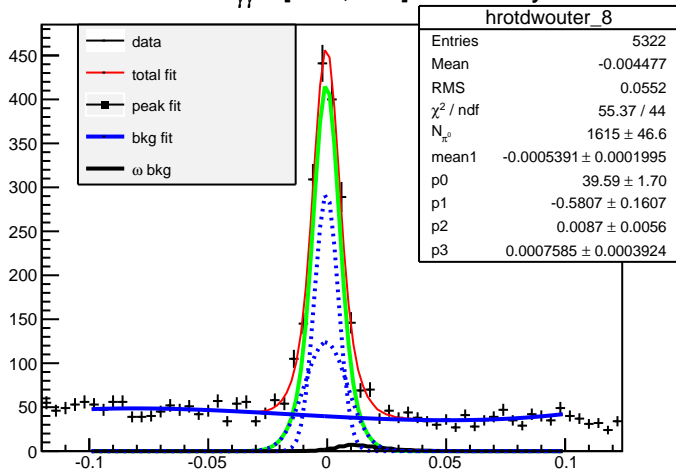 hrotdwouter_8
Entries 5322
Mean -0.004477
RMS 0.0552
χ² / ndf 55.37 / 44
N_π⁰ 1615 ± 46.6
mean1 -0.0005391 ± 0.0001995
p0 39.59 ± 1.70
p1 -0.5807 ± 0.1607
p2 0.0087 ± 0.0056
p3 0.0007585 ± 0.0003924
data
total fit
peak fit
bkg fit
ω bkg
450
400
350
300
250
200
150
100
50
0
-0.1 -0.05 0 0.05 0.1